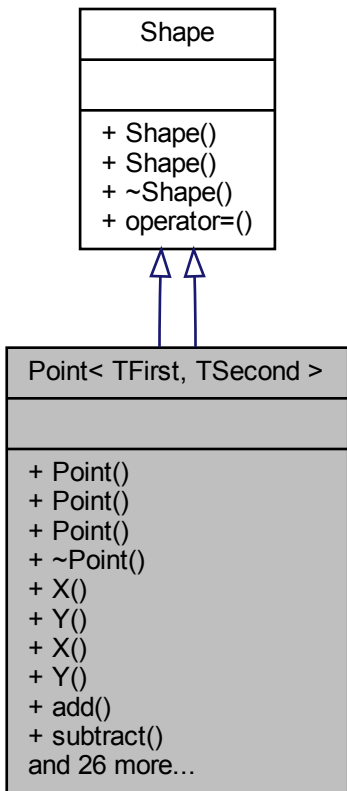 Shape
+ Shape()
+ Shape()
+ ~Shape()
+ operator=()
Point< TFirst, TSecond >
+ Point()
+ Point()
+ Point()
+ ~Point()
+ X()
+ Y()
+ X()
+ Y()
+ add()
+ subtract()
and 26 more...